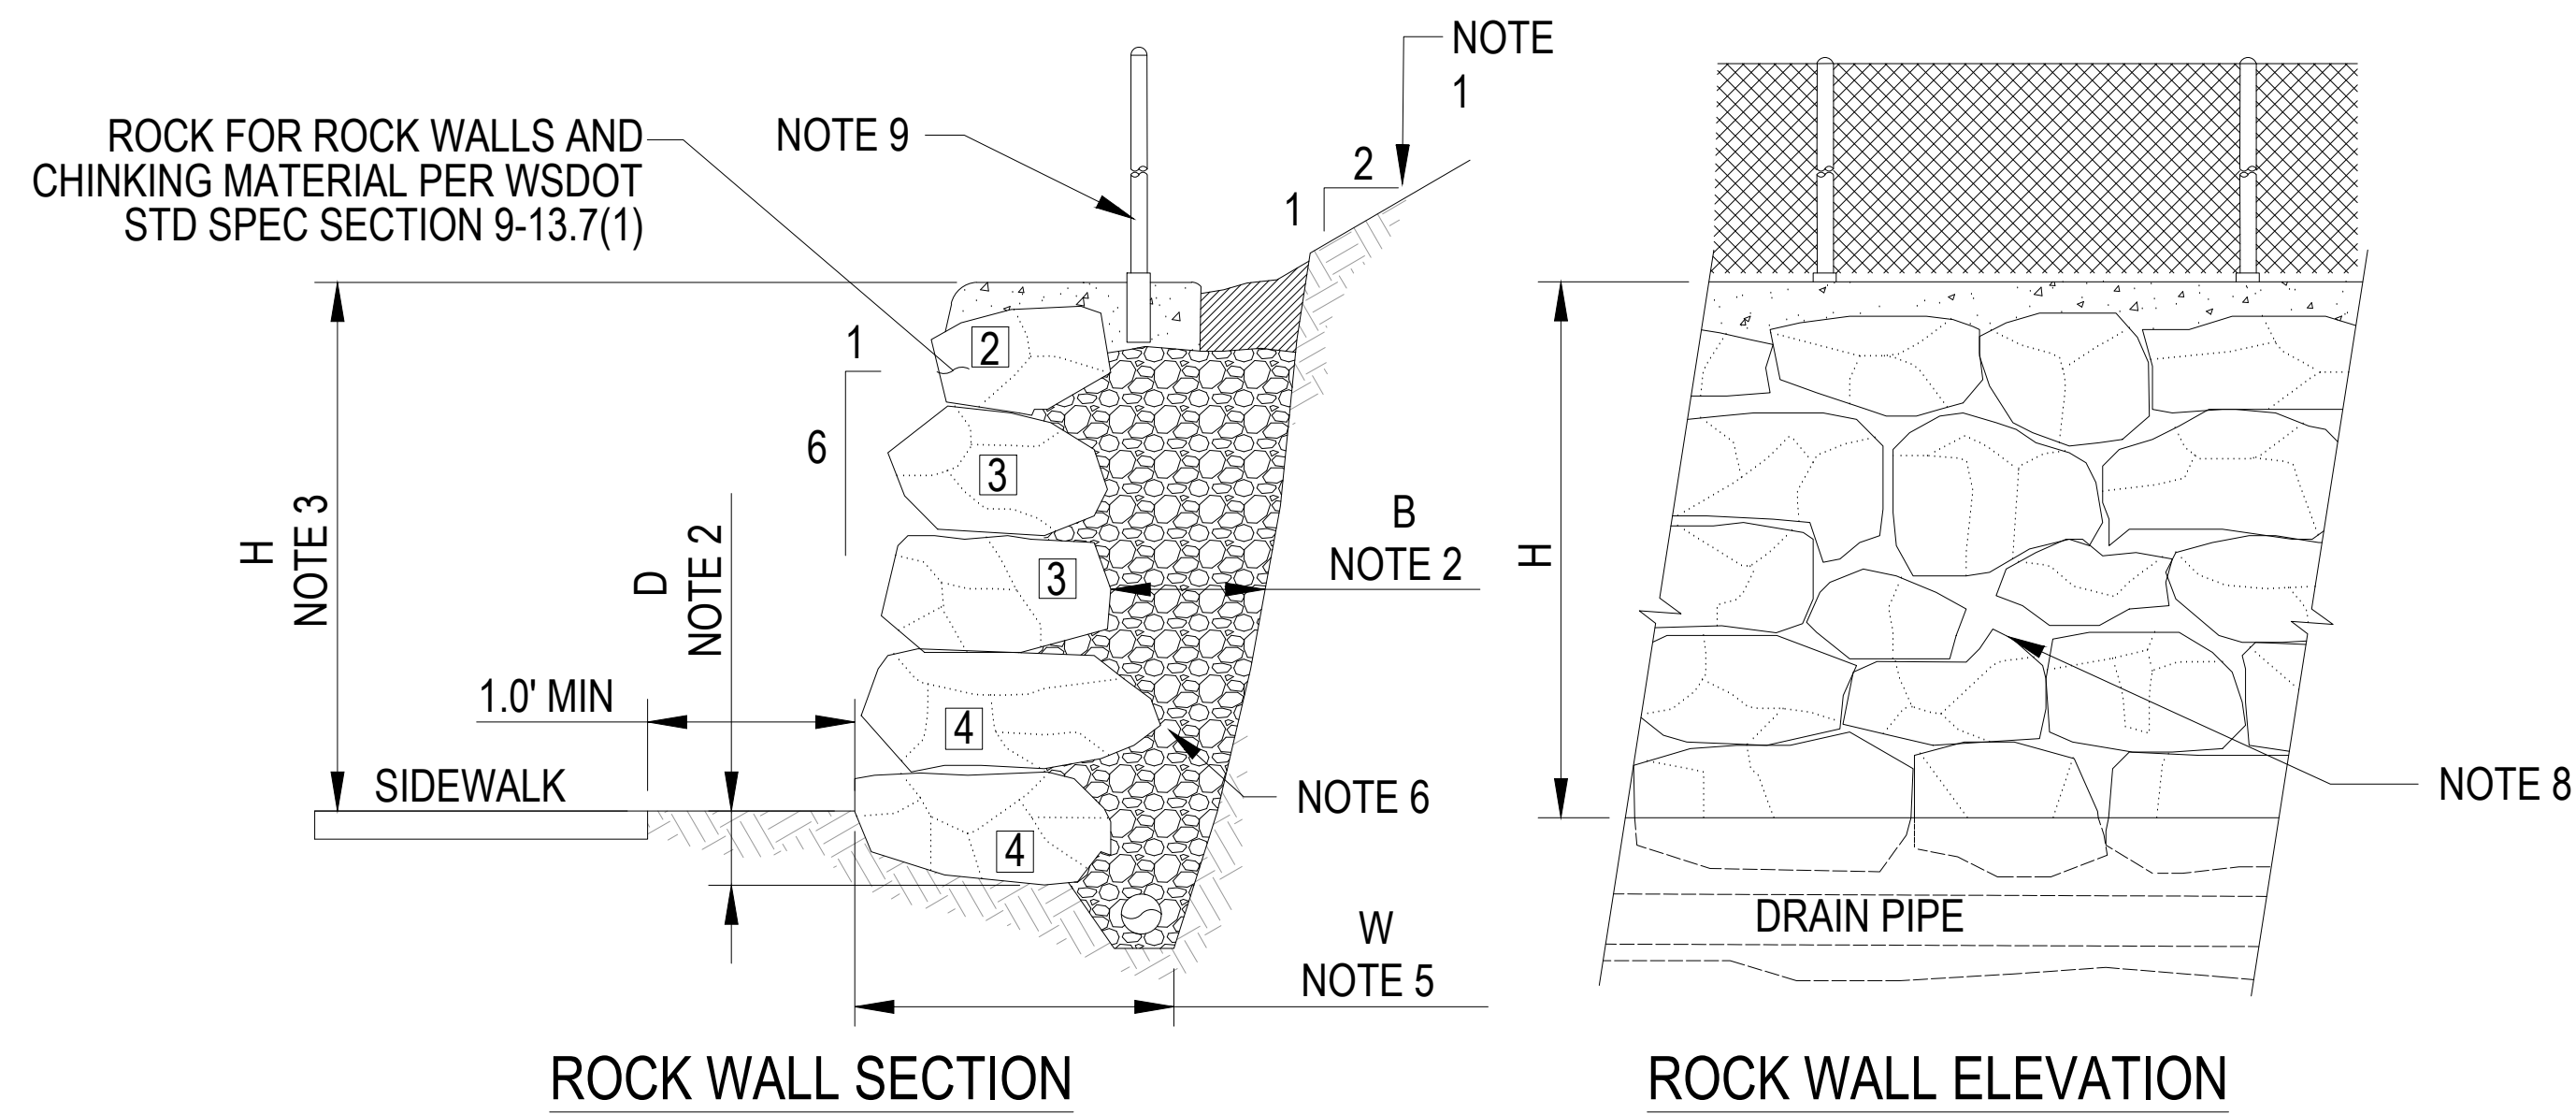 NOTE
1
ROCK FOR ROCK WALLS AND
CHINKING MATERIAL PER WSDOT
STD SPEC SECTION 9-13.7(1)
NOTE 9
2
1
2
1
6
3
H
NOTE 3
D
NOTE 2
3
B
NOTE 2
H
1.0' MIN
4
SIDEWALK
NOTE 6
NOTE 8
4
W
NOTE 5
DRAIN PIPE
ROCK WALL SECTION
ROCK WALL ELEVATION